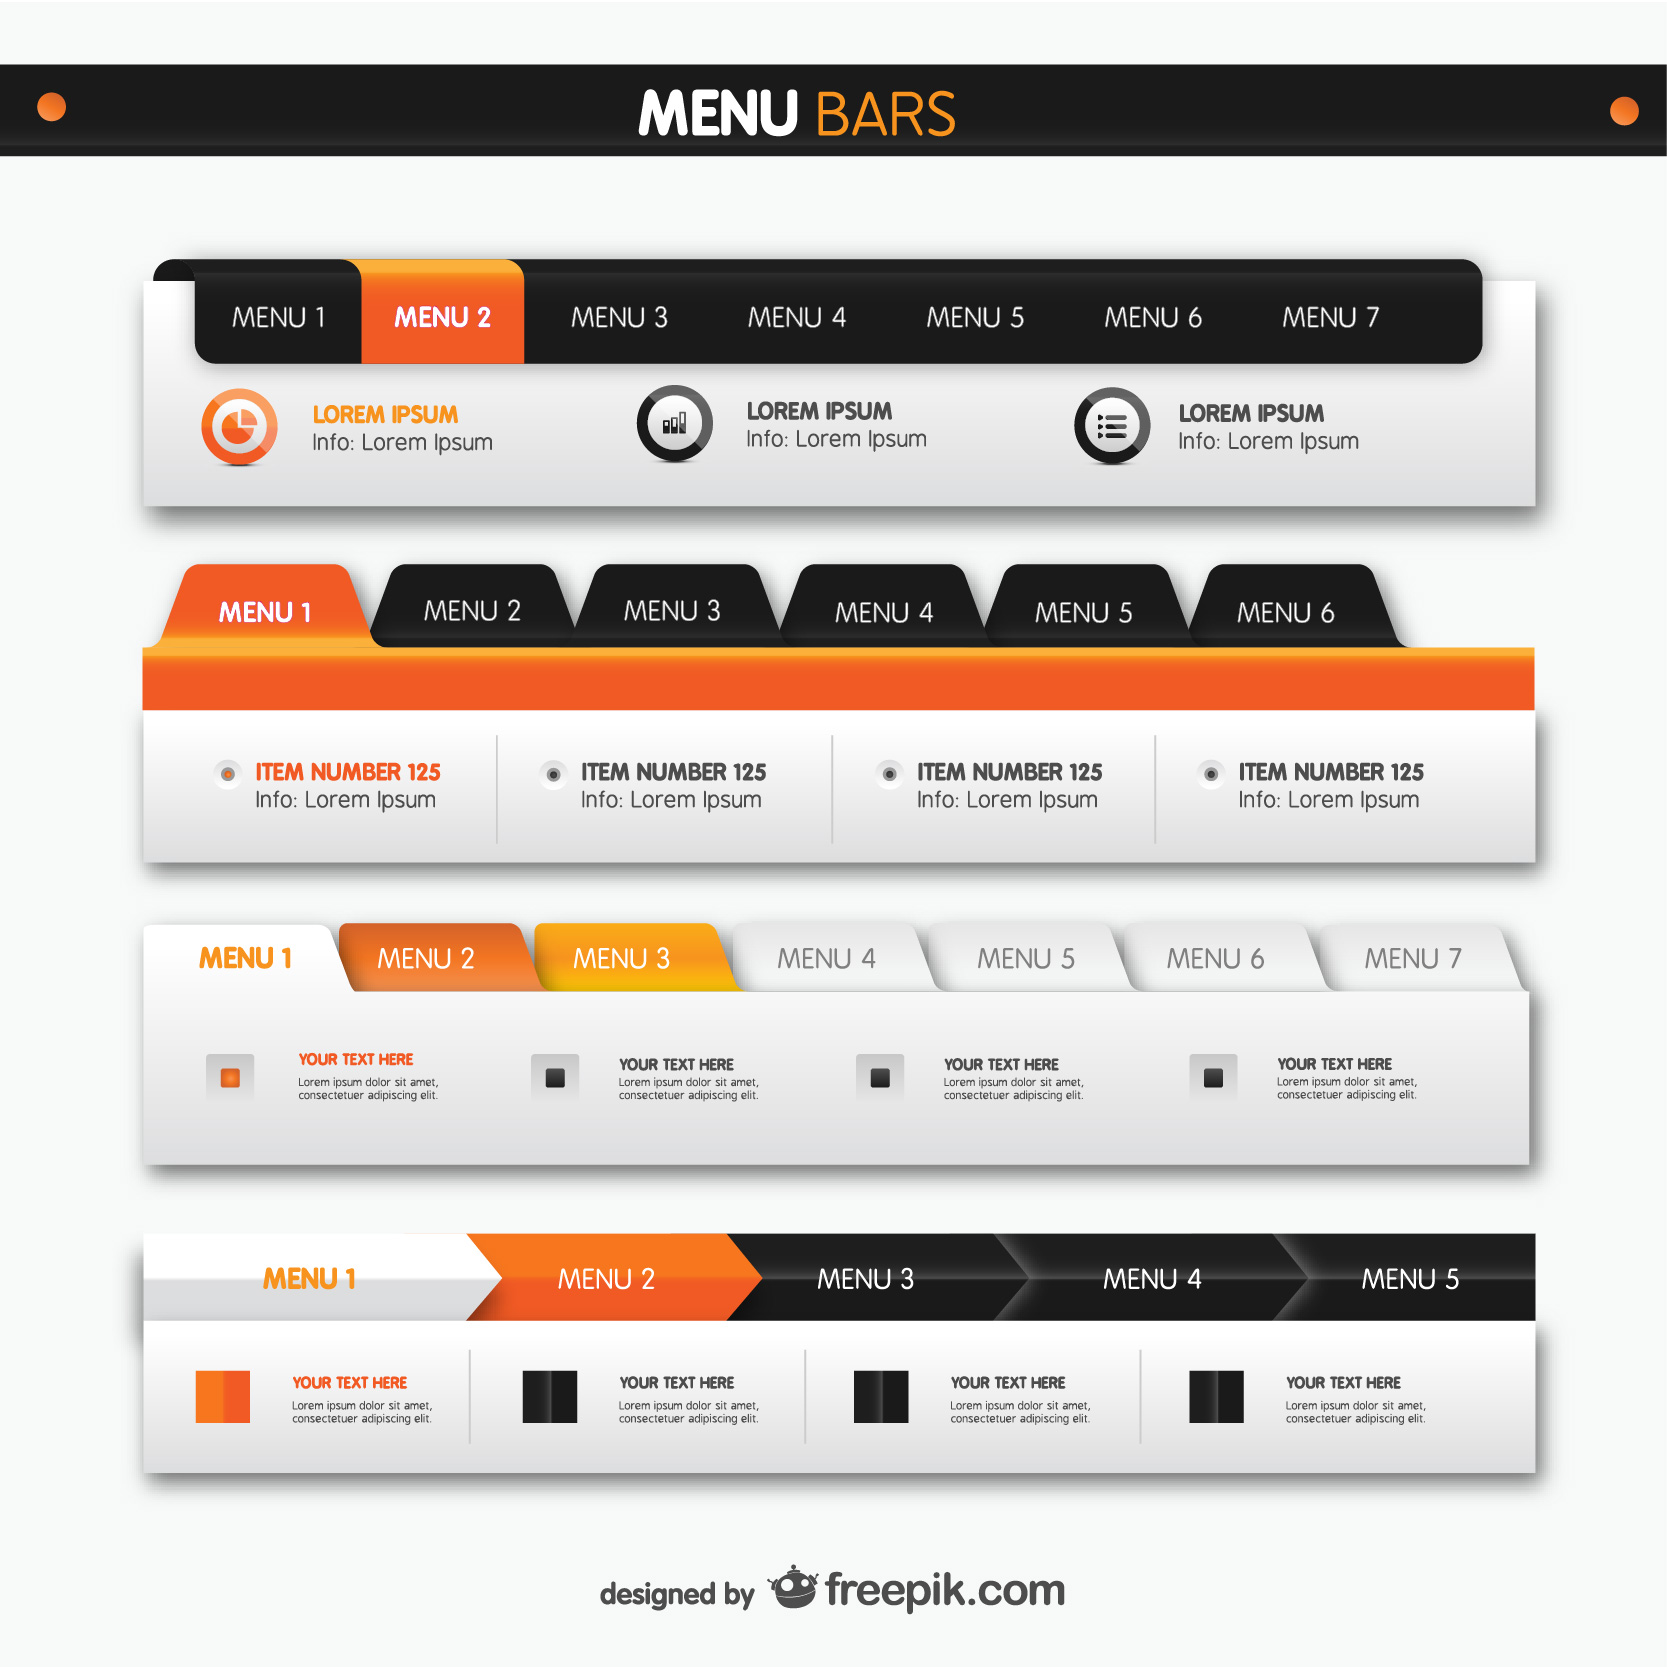 MENU BARS
MENU 1 MENU 2 MENU 3 MENU 4 MENU 5 MENU 6 MENU 7
LOREM IPSUM
Info: Lorem Ipsum
LOREM IPSUM
Info: Lorem Ipsum
LOREM IPSUM
Info: Lorem Ipsum
MENU 1 MENU 2 MENU 3 MENU 4 MENU 5 MENU 6
ITEM NUMBER 125
Info: Lorem Ipsum
ITEM NUMBER 125
Info: Lorem Ipsum
ITEM NUMBER 125
Info: Lorem Ipsum
ITEM NUMBER 125
Info: Lorem Ipsum
MENU 1 MENU 2 MENU 3 MENU 4 MENU 5 MENU 6 MENU 7
YOUR TEXT HERE
Lorem ipsum dolor sit amet,
consectetuer adipiscing elit.
YOUR TEXT HERE
Lorem ipsum dolor sit amet,
consectetuer adipiscing elit.
YOUR TEXT HERE
Lorem ipsum dolor sit amet,
consectetuer adipiscing elit.
YOUR TEXT HERE
Lorem ipsum dolor sit amet,
consectetuer adipiscing elit.
MENU 1 MENU 2 MENU 3 MENU 4 MENU 5
YOUR TEXT HERE
Lorem ipsum dolor sit amet,
consectetuer adipiscing elit.
YOUR TEXT HERE
Lorem ipsum dolor sit amet,
consectetuer adipiscing elit.
YOUR TEXT HERE
Lorem ipsum dolor sit amet,
consectetuer adipiscing elit.
YOUR TEXT HERE
Lorem ipsum dolor sit amet,
consectetuer adipiscing elit.
designed by freepik.com